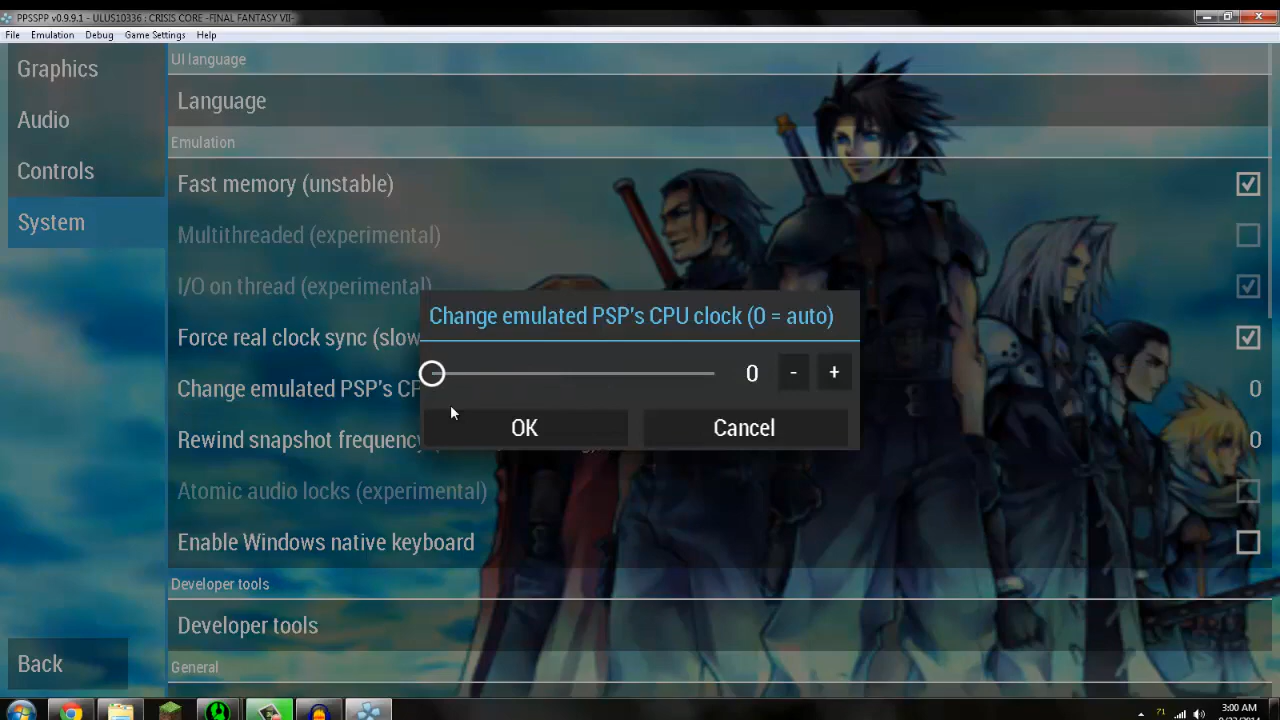 PPSSPP v0.9.9.1 - ULUS10336 : CRISIS CORE -FINAL FANTASY VII-
File Emulation Debug Game Settings Help
Graphics
Audio
Controls
System
Back
UI language
Language
Emulation
Fast memory (unstable)
Multithreaded (experimental)
I/O on thread (experimental)
Force real clock sync (slow
Change emulated PSP's CP 0
Rewind snapshot frequency 0
Atomic audio locks (experimental)
Enable Windows native keyboard
Developer tools
Developer tools
General
Change emulated PSP's CPU clock (0 = auto)
0 - +
OK Cancel
71 3:00 AM